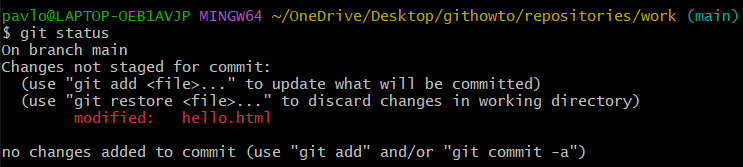 pavlo@LAPTOP-OEB1AVJP MINGW64 ~/OneDrive/Desktop/githowto/repositories/work (main)
$ git status
On branch main
Changes not staged for commit:
  (use "git add <file>..." to update what will be committed)
  (use "git restore <file>..." to discard changes in working directory)
        modified:   hello.html

no changes added to commit (use "git add" and/or "git commit -a")